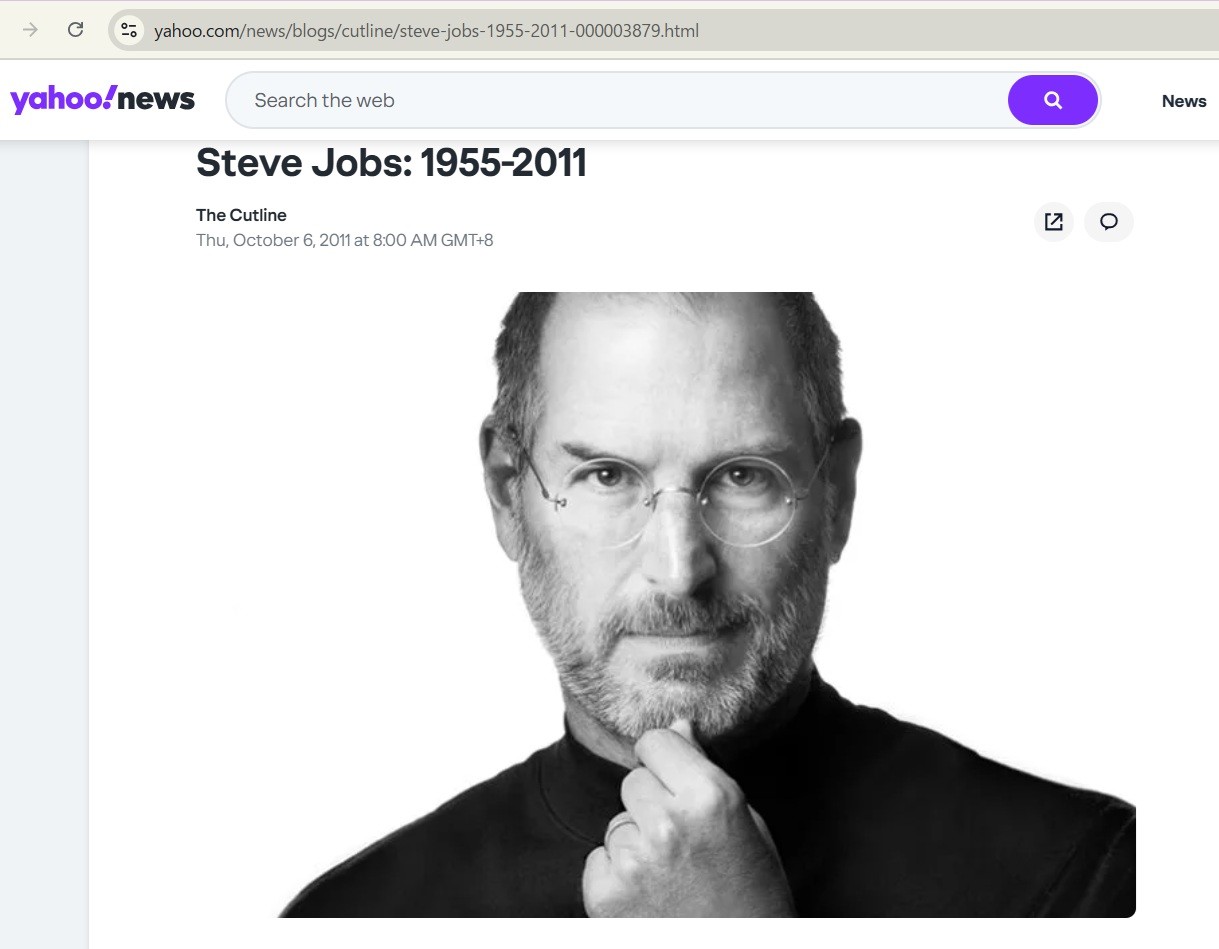 yahoo.com/news/blogs/cutline/steve-jobs-1955-2011-000003879.html
yahoo!news
Search the web
News
Steve Jobs: 1955-2011
The Cutline
Thu, October 6, 2011 at 8:00 AM GMT+8